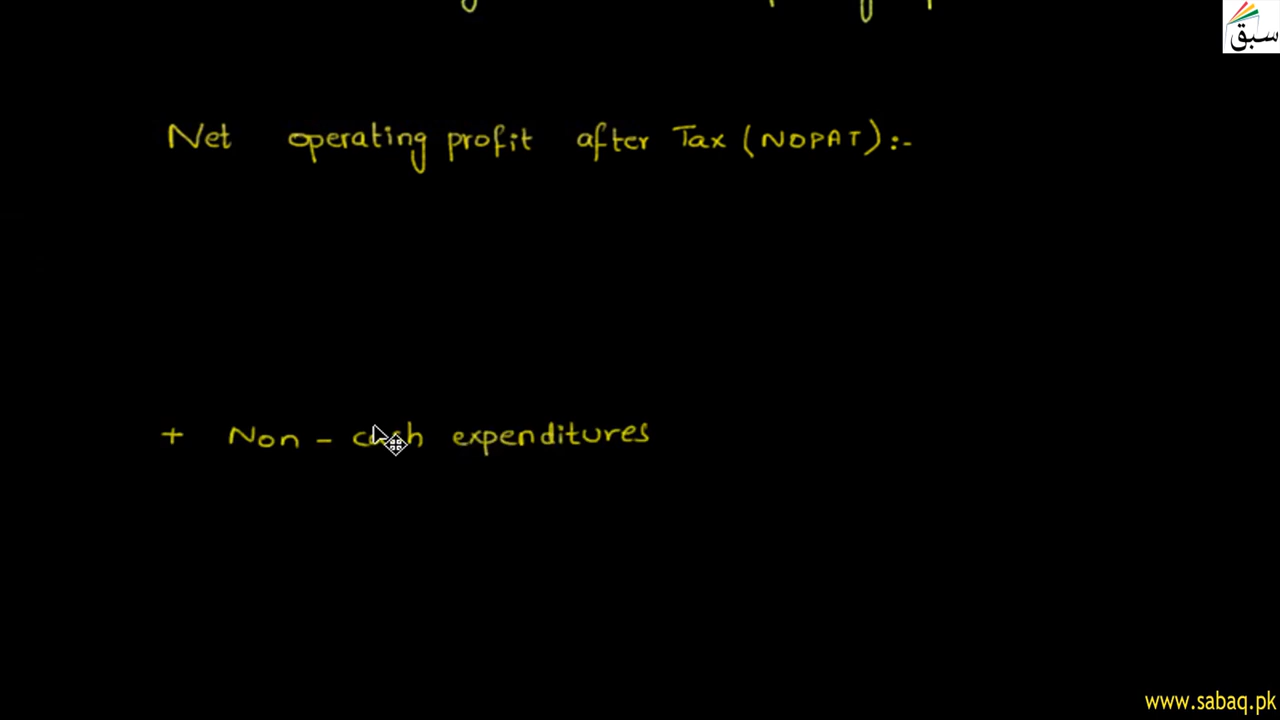 سبق
Net operating profit after Tax (NOPAT):-
+ Non - cash expenditures
www.sabaq.pk